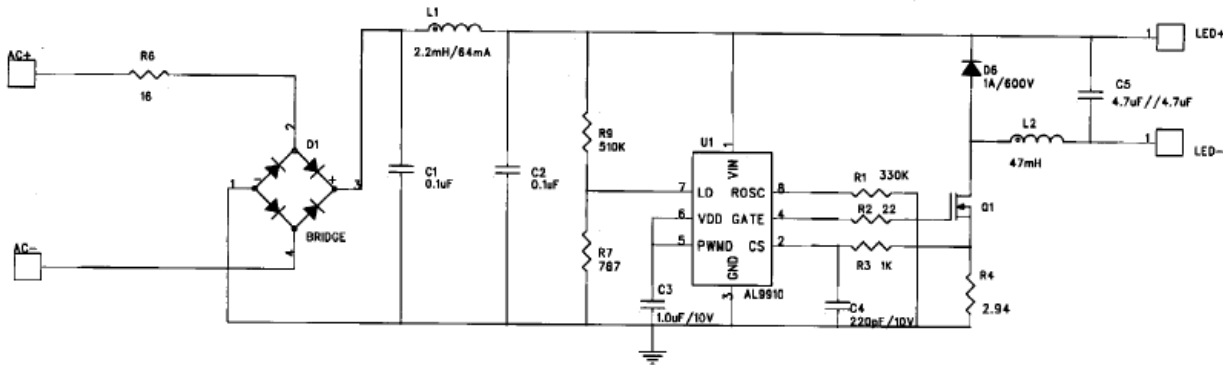 AC+
R6
16
AC-
2
D1
1
-
+
3
4
BRIDGE
L1
2.2mH/64mA
C1
0.1uF
C2
0.1uF
R9
510K
R7
787
U1
1
VIN
7
LD
ROSC
8
6
VDD
GATE
4
5
PWMD
CS
2
GND
3
AL9910
C3
1.0uF/10V
R1
330K
R2
22
R3
1K
C4
220pF/10V
D6
1A/600V
L2
47mH
Q1
R4
2.94
C5
4.7uF//4.7uF
1
LED+
1
LED-